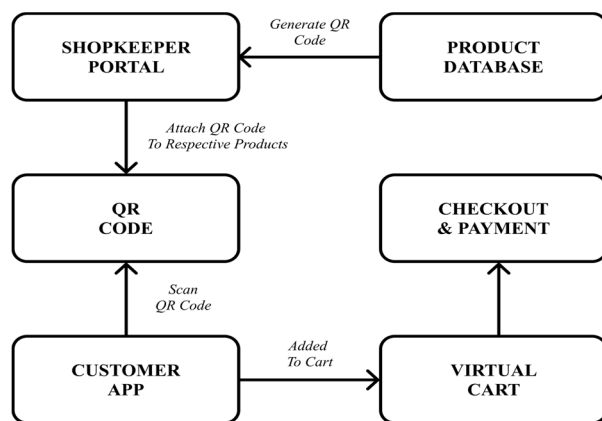 SHOPKEEPER
PORTAL
Generate QR
Code
PRODUCT
DATABASE
Attach QR Code
To Respective Products
QR
CODE
CHECKOUT
& PAYMENT
Scan
QR Code
CUSTOMER
APP
Added
To Cart
VIRTUAL
CART